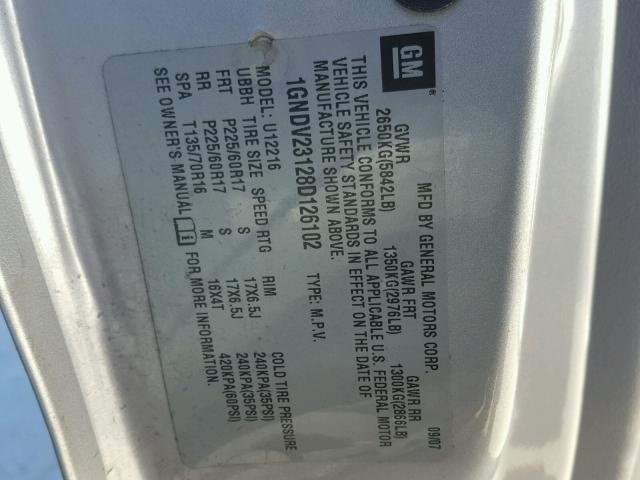 GM ®
MFD BY GENERAL MOTORS CORP. 09/07
GVWR GAWR FRT GAWR RR
2650KG(5842LB) 1350KG(2976LB) 1300KG(2866LB)
THIS VEHICLE CONFORMS TO ALL APPLICABLE U.S. FEDERAL MOTOR
VEHICLE SAFETY STANDARDS IN EFFECT ON THE DATE OF
MANUFACTURE SHOWN ABOVE.
1GNDV23128D126102 TYPE: M.P.V.
MODEL: U12216
UBBH TIRE SIZE SPEED RTG RIM COLD TIRE PRESSURE
FRT P225/60R17 S 17X6.5J 240KPA(35PSI)
RR P225/60R17 S 17X6.5J 240KPA(35PSI)
SPA T135/70R16 M 16X4T 420KPA(60PSI)
SEE OWNER'S MANUAL FOR MORE INFORMATION.